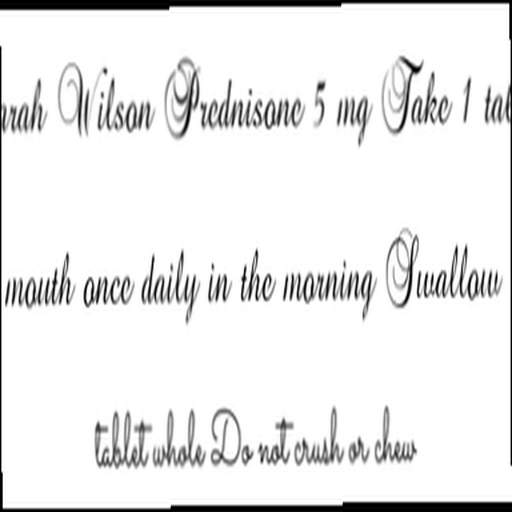 Wilson Prednisone 5 mg Take 1
mouth once daily in the morning Swallow
tablet whole Do not crush or chew